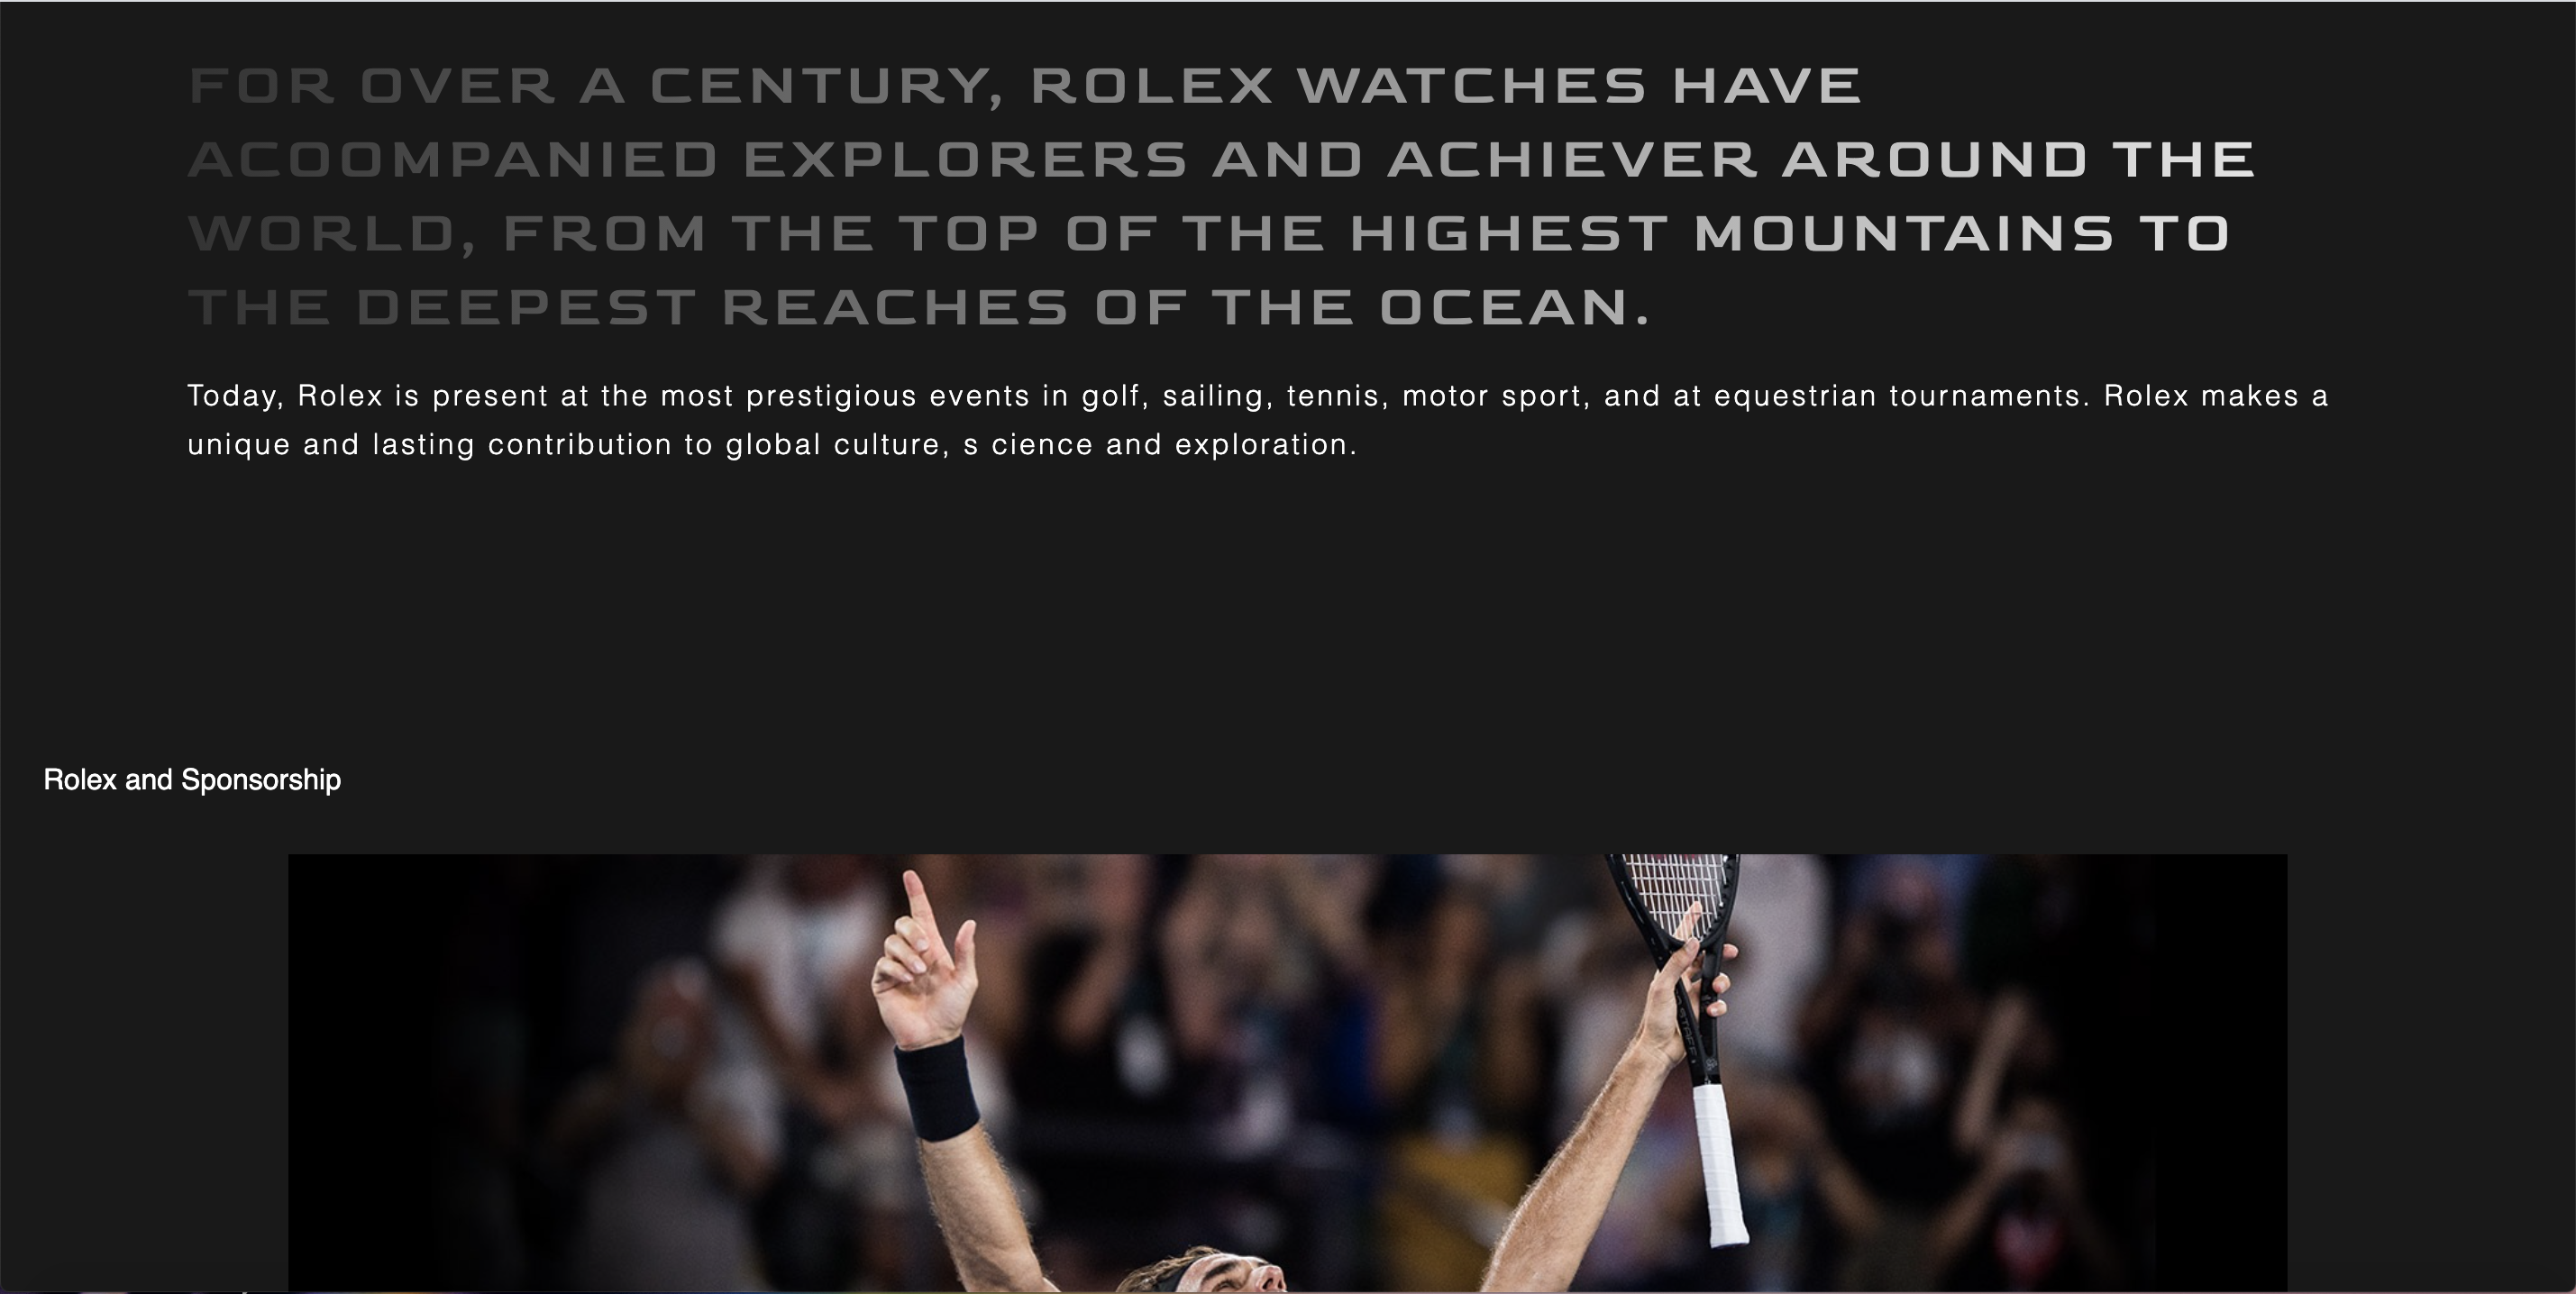 FOR OVER A CENTURY, ROLEX WATCHES HAVE
ACOOMPANIED EXPLORERS AND ACHIEVER AROUND THE
WORLD, FROM THE TOP OF THE HIGHEST MOUNTAINS TO
THE DEEPEST REACHES OF THE OCEAN.
Today, Rolex is present at the most prestigious events in golf, sailing, tennis, motor sport, and at equestrian tournaments. Rolex makes a
unique and lasting contribution to global culture, s cience and exploration.
Rolex and Sponsorship